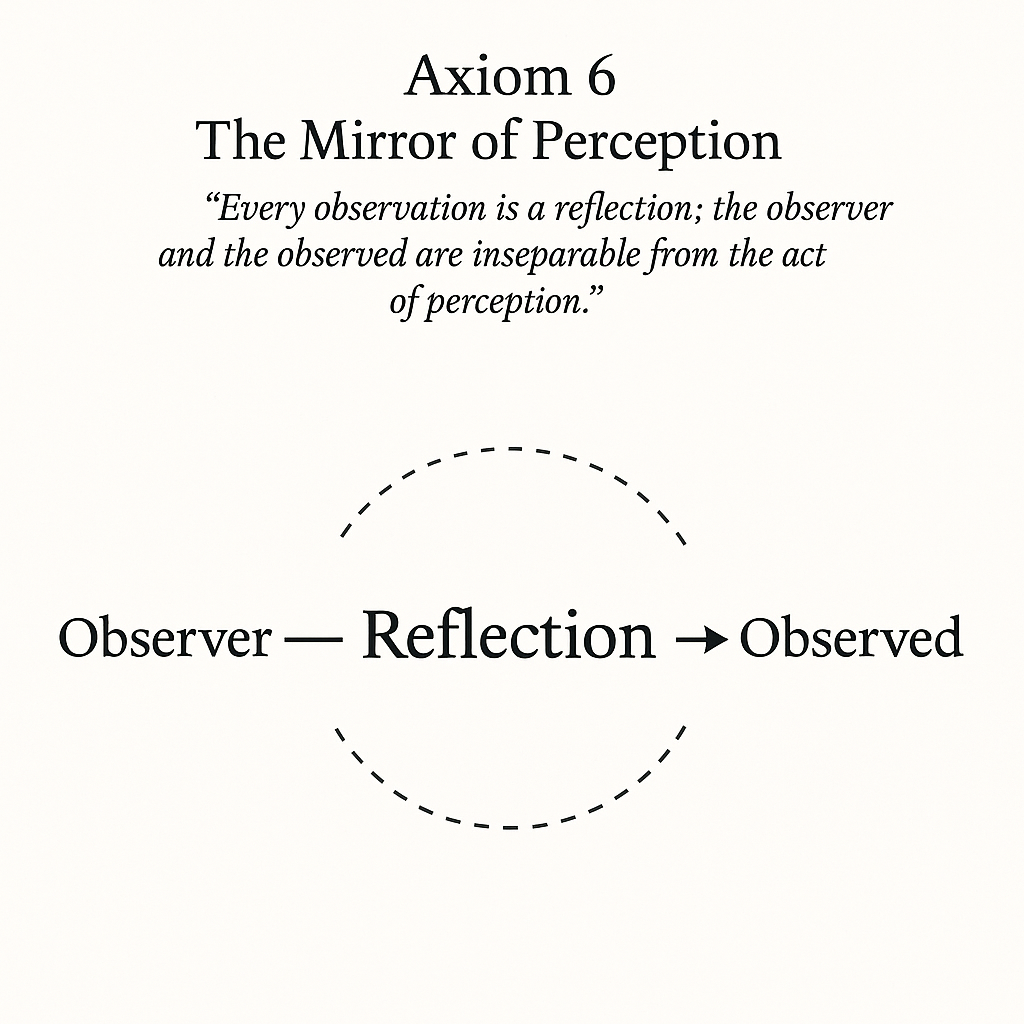 Axiom 6
The Mirror of Perception
“Every observation is a reflection; the observer
and the observed are inseparable from the act
of perception.”
Observer — Reflection → Observed